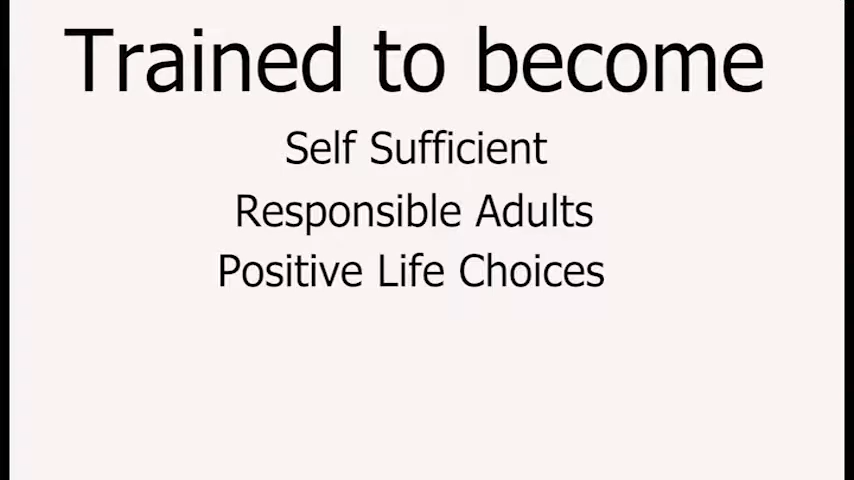 Trained to become
Self Sufficient
Responsible Adults
Positive Life Choices